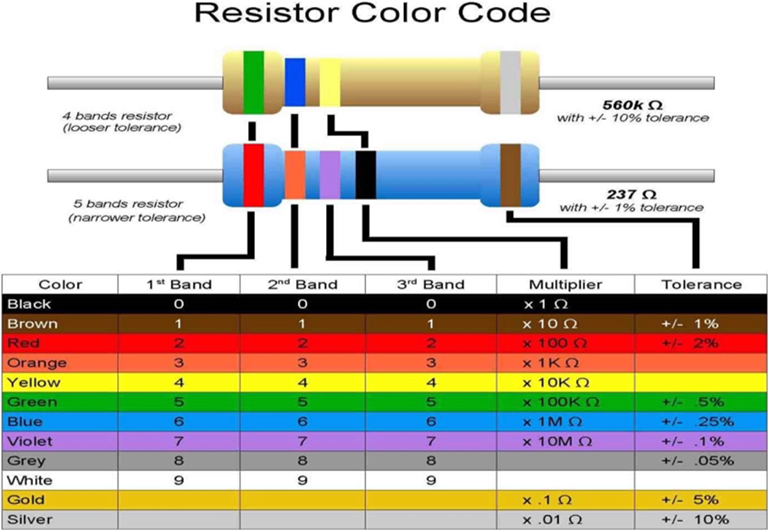 Resistor Color Code
4 bands resistor
(looser tolerance)
560k Ω
with +/- 10% tolerance
5 bands resistor
(narrower tolerance)
237 Ω
with +/- 1% tolerance
Color 1st Band 2nd Band 3rd Band Multiplier Tolerance
Black 0 0 0 x 1 Ω
Brown 1 1 1 x 10 Ω +/- 1%
Red 2 2 2 x 100 Ω +/- 2%
Orange 3 3 3 x 1K Ω
Yellow 4 4 4 x 10K Ω
Green 5 5 5 x 100K Ω +/- .5%
Blue 6 6 6 x 1M Ω +/- .25%
Violet 7 7 7 x 10M Ω +/- .1%
Grey 8 8 8 +/- .05%
White 9 9 9
Gold x .1 Ω +/- 5%
Silver x .01 Ω +/- 10%